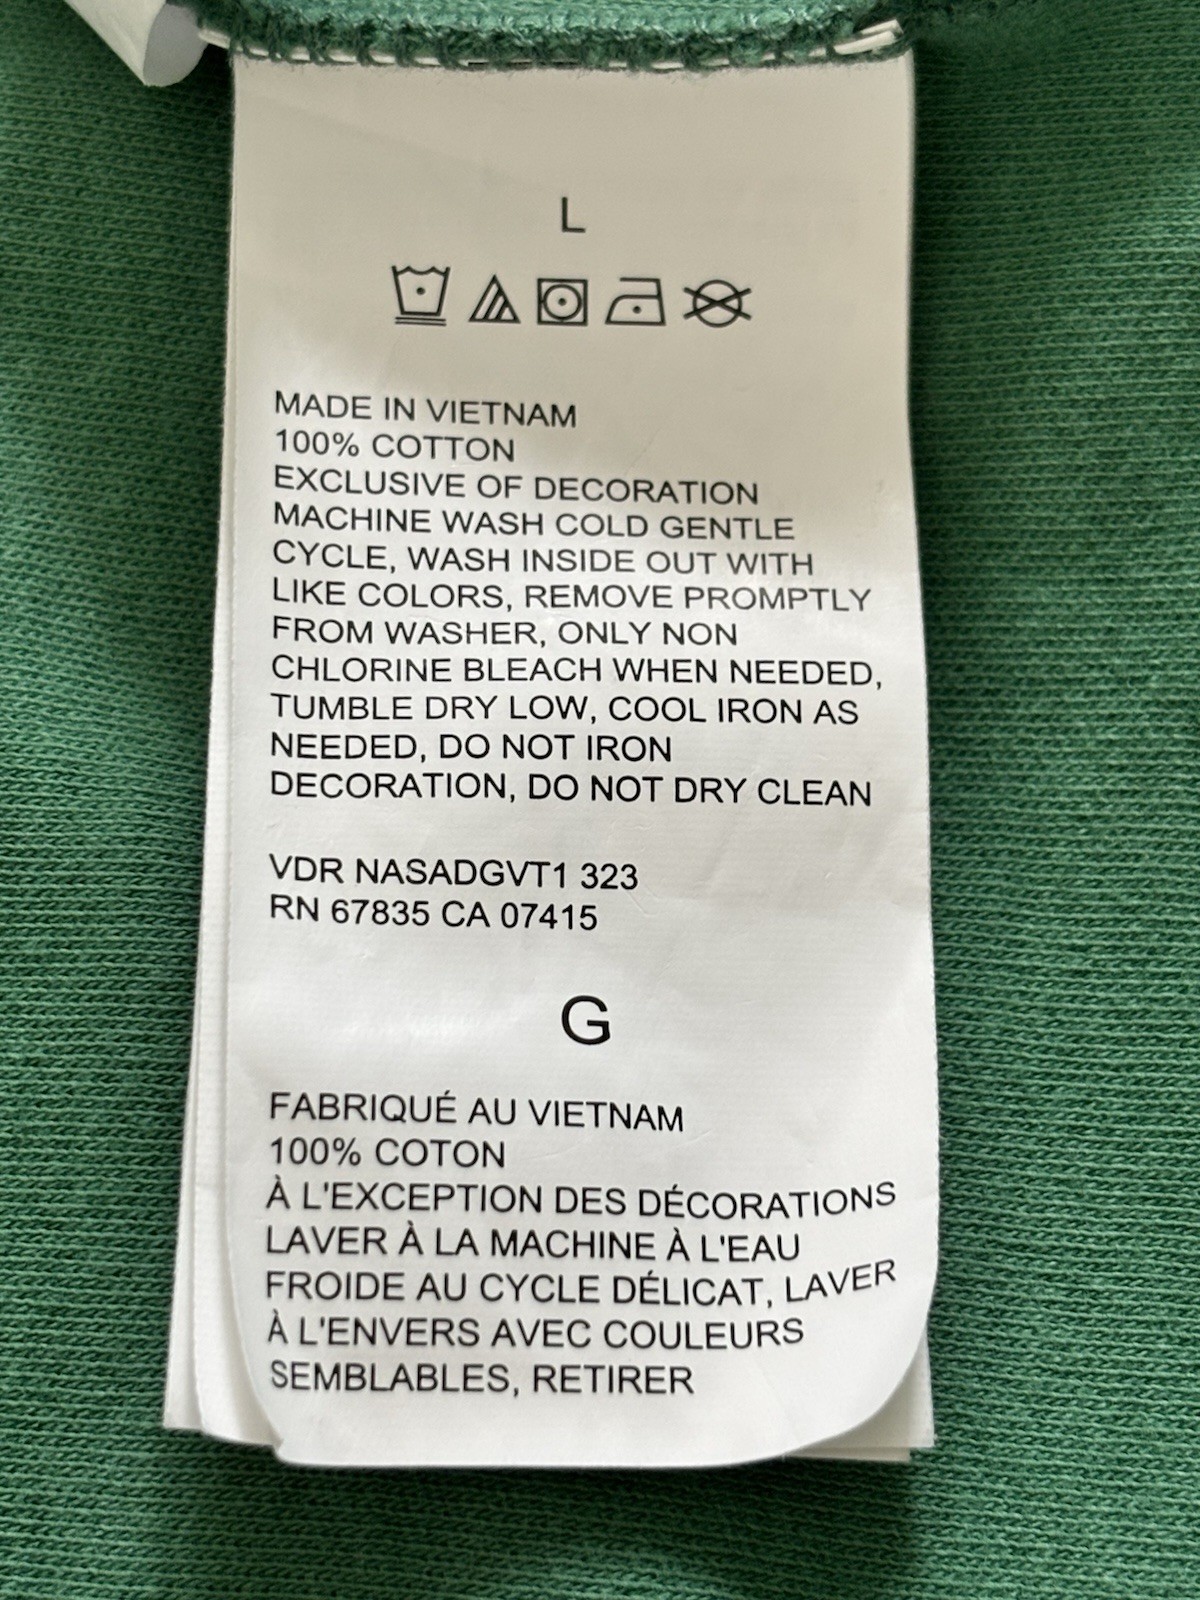 L
MADE IN VIETNAM
100% COTTON
EXCLUSIVE OF DECORATION
MACHINE WASH COLD GENTLE
CYCLE, WASH INSIDE OUT WITH
LIKE COLORS, REMOVE PROMPTLY
FROM WASHER, ONLY NON
CHLORINE BLEACH WHEN NEEDED,
TUMBLE DRY LOW, COOL IRON AS
NEEDED, DO NOT IRON
DECORATION, DO NOT DRY CLEAN
VDR NASADGVT1 323
RN 67835 CA 07415
G
FABRIQUÉ AU VIETNAM
100% COTON
À L'EXCEPTION DES DÉCORATIONS
LAVER À LA MACHINE À L'EAU
FROIDE AU CYCLE DÉLICAT, LAVER
À L'ENVERS AVEC COULEURS
SEMBLABLES, RETIRER